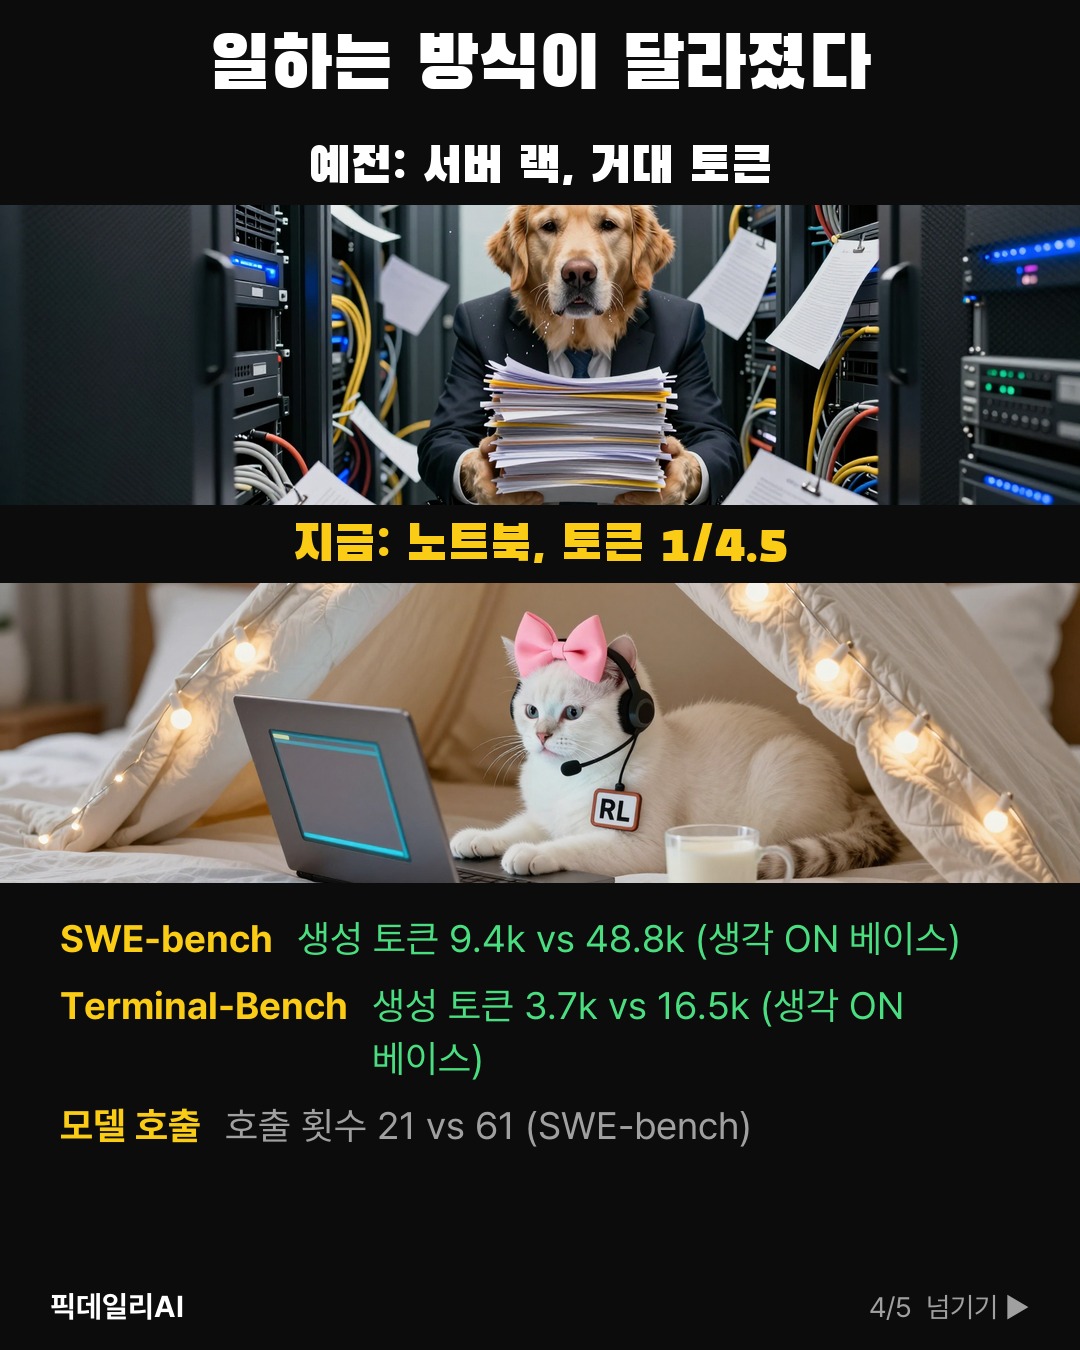 일하는 방식이 달라졌다
예전: 서버 랙, 거대 토큰
지금: 노트북, 토큰 1/4.5
RL
SWE-bench 생성 토큰 9.4k vs 48.8k (생각 ON 베이스)
Terminal-Bench 생성 토큰 3.7k vs 16.5k (생각 ON
베이스)
모델 호출 호출 횟수 21 vs 61 (SWE-bench)
픽데일리AI
4/5 넘기기 ▶